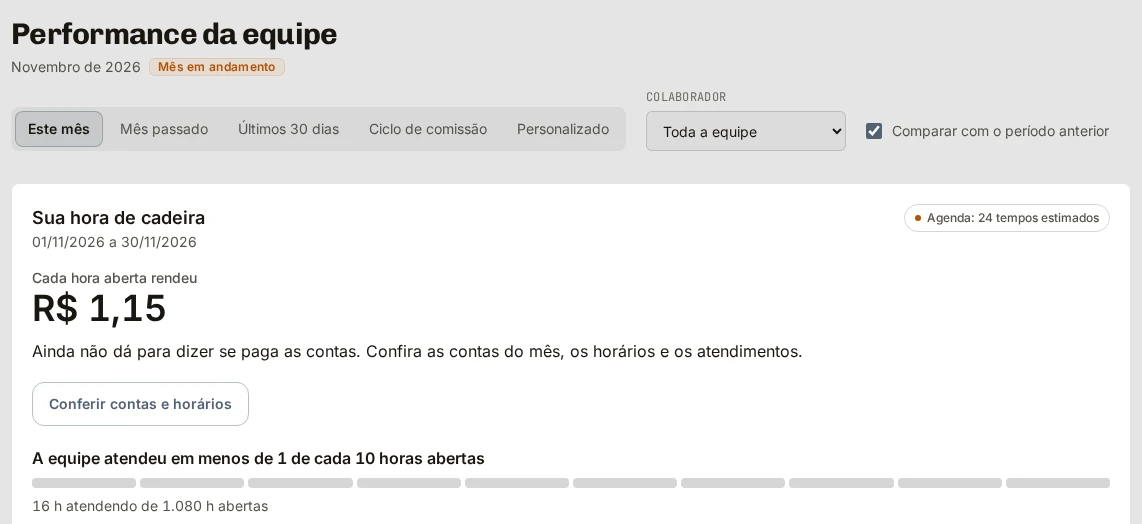 Performance da equipe
Novembro de 2026 Mês em andamento
COLABORADOR
Este mês Mês passado Últimos 30 dias Ciclo de comissão Personalizado Toda a equipe Comparar com o período anterior
Sua hora de cadeira Agenda: 24 tempos estimados
01/11/2026 a 30/11/2026
Cada hora aberta rendeu
R$ 1,15
Ainda não dá para dizer se paga as contas. Confira as contas do mês, os horários e os atendimentos.
Conferir contas e horários
A equipe atendeu em menos de 1 de cada 10 horas abertas
16 h atendendo de 1.080 h abertas